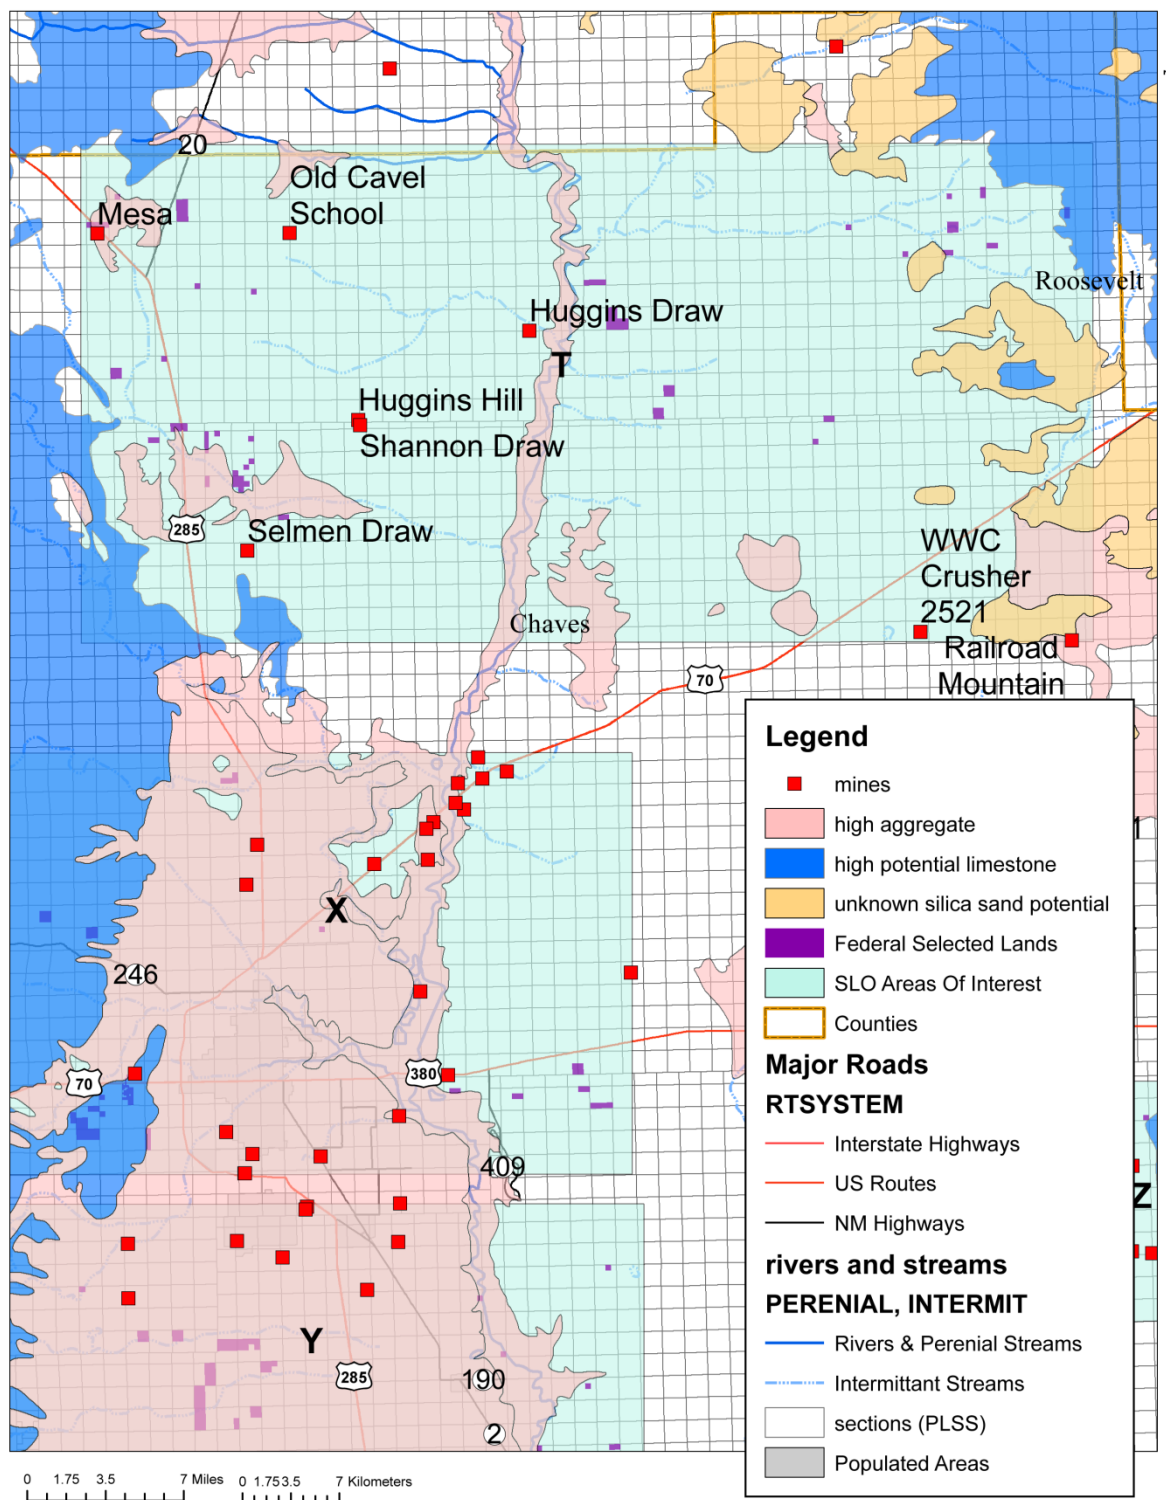 20
Old Cavel
School
Mesa
Roosevelt
Huggins Draw
T
Huggins Hill
Shannon Draw
285
Selmen Draw
WWC
Crusher
2521
Chaves
Railroad
Mountain
70
Legend
mines
high aggregate
high potential limestone
unknown silica sand potential
Federal Selected Lands
SLO Areas Of Interest
Counties
Major Roads
RTSYSTEM
Interstate Highways
US Routes
NM Highways
rivers and streams
PERENIAL, INTERMIT
Rivers & Perenial Streams
Intermittant Streams
sections (PLSS)
Populated Areas
X
246
70
380
409
Z
Y
285
190
2
0 1.75 3.5 7 Miles
0 1.75 3.5 7 Kilometers